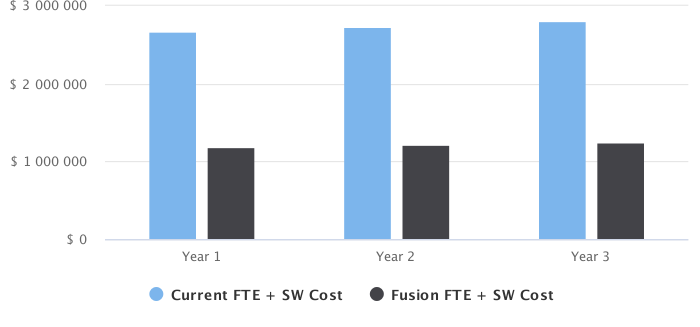 $ 3 000 000
$ 2 000 000
$ 1 000 000
$ 0
Year 1 Year 2 Year 3
Current FTE + SW Cost Fusion FTE + SW Cost